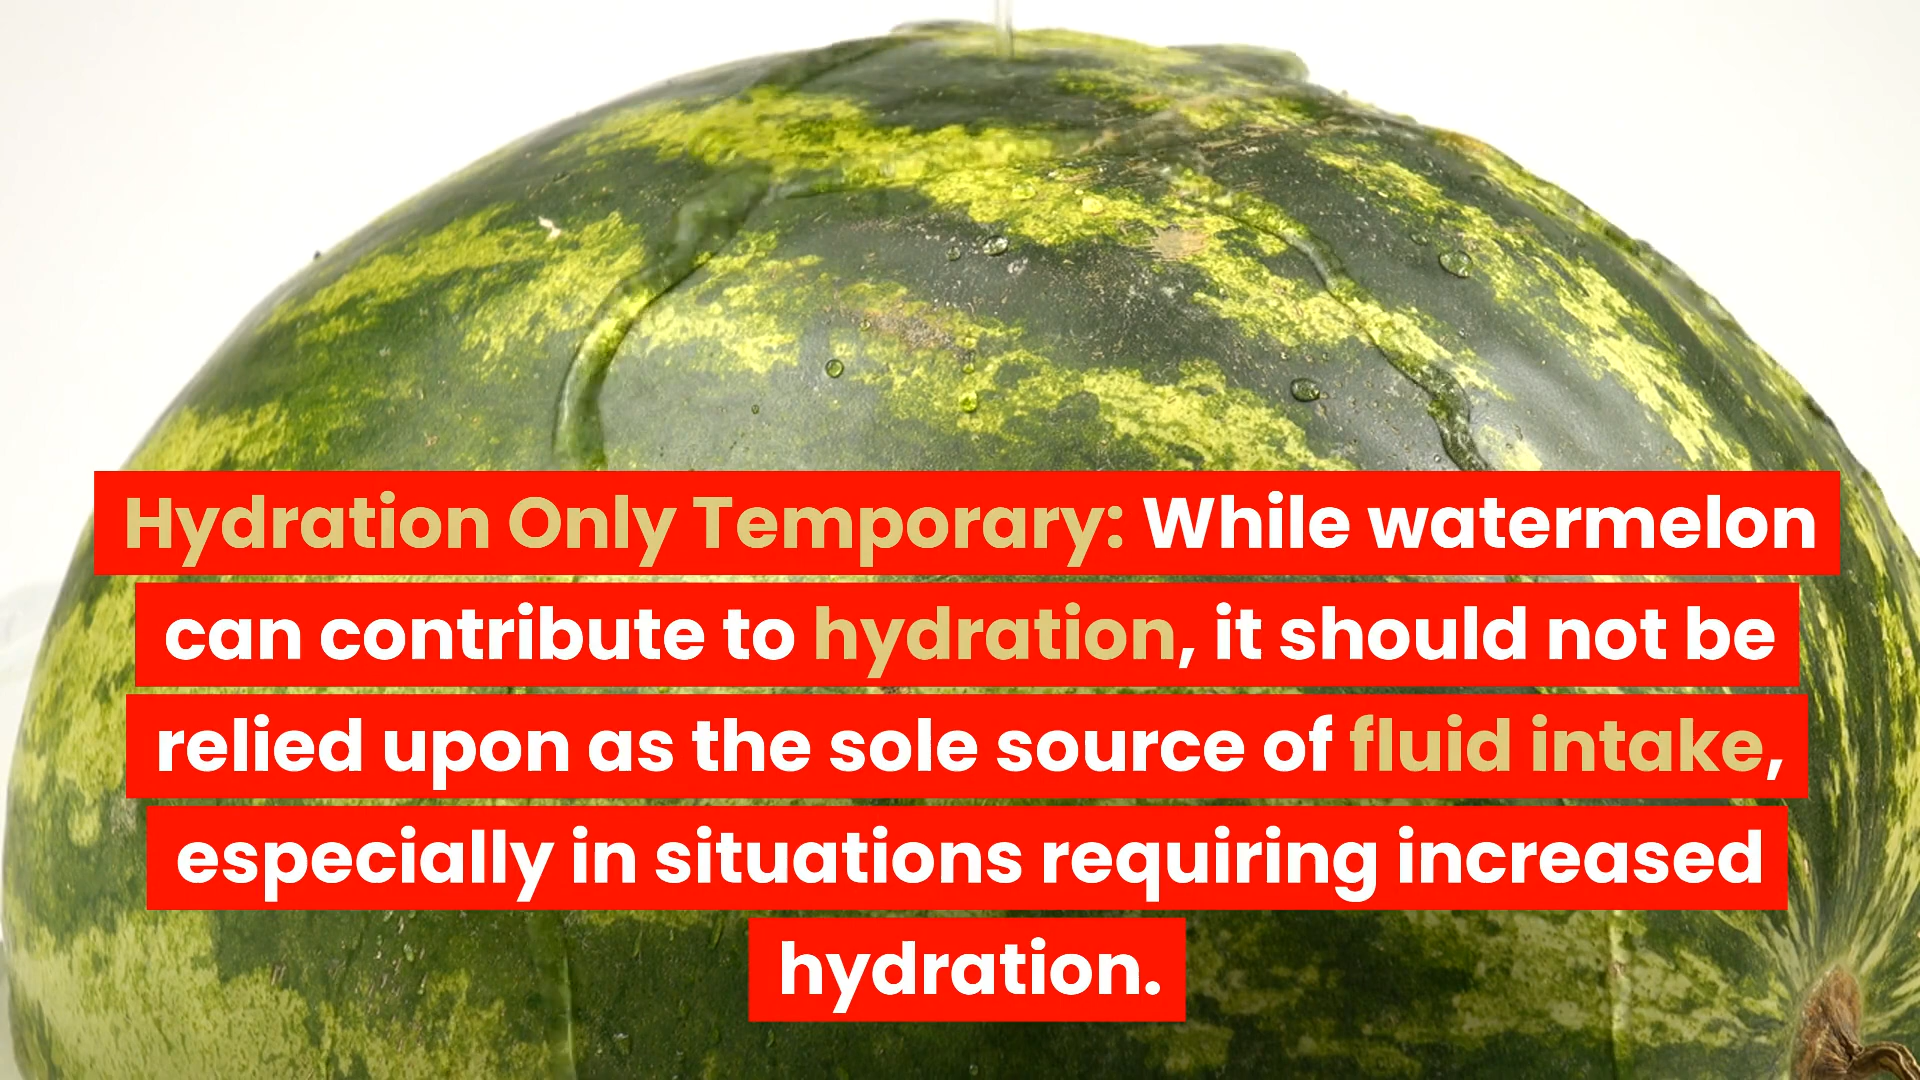 Hydration Only Temporary: While watermelon
can contribute to hydration, it should not be
relied upon as the sole source of fluid intake,
especially in situations requiring increased
hydration.